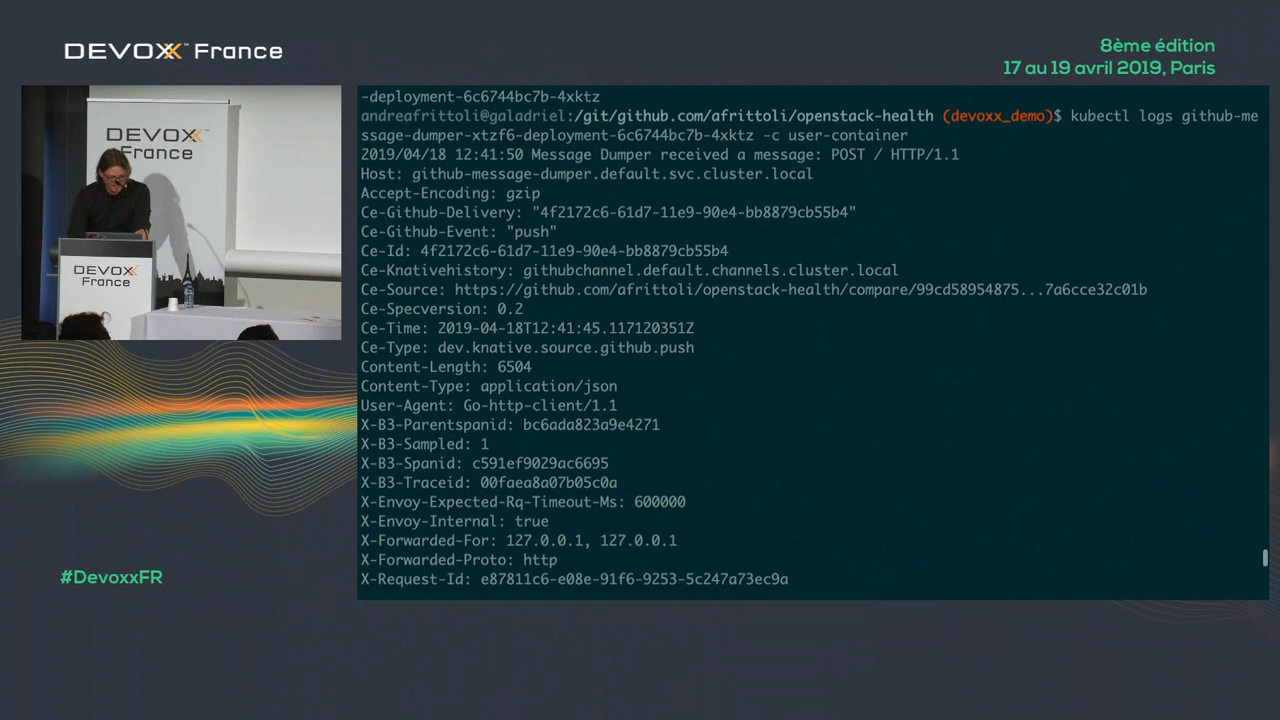 DEVOXX™ France
8ème édition
17 au 19 avril 2019, Paris
DEVOXX™
France
DEVOXX™
France
-deployment-6c6744bc7b-4xktz
andreafrittoli@galadriel:/git/github.com/afrittoli/openstack-health (devoxx_demo)$ kubectl logs github-me
ssage-dumper-xtzf6-deployment-6c6744bc7b-4xktz -c user-container
2019/04/18 12:41:50 Message Dumper received a message: POST / HTTP/1.1
Host: github-message-dumper.default.svc.cluster.local
Accept-Encoding: gzip
Ce-Github-Delivery: "4f2172c6-61d7-11e9-90e4-bb8879cb55b4"
Ce-Github-Event: "push"
Ce-Id: 4f2172c6-61d7-11e9-90e4-bb8879cb55b4
Ce-Knativehistory: githubchannel.default.channels.cluster.local
Ce-Source: https://github.com/afrittoli/openstack-health/compare/99cd58954875...7a6cce32c01b
Ce-Specversion: 0.2
Ce-Time: 2019-04-18T12:41:45.117120351Z
Ce-Type: dev.knative.source.github.push
Content-Length: 6504
Content-Type: application/json
User-Agent: Go-http-client/1.1
X-B3-Parentspanid: bc6ada823a9e4271
X-B3-Sampled: 1
X-B3-Spanid: c591ef9029ac6695
X-B3-Traceid: 00faea8a07b05c0a
X-Envoy-Expected-Rq-Timeout-Ms: 600000
X-Envoy-Internal: true
X-Forwarded-For: 127.0.0.1, 127.0.0.1
X-Forwarded-Proto: http
X-Request-Id: e87811c6-e08e-91f6-9253-5c247a73ec9a
#DevoxxFR